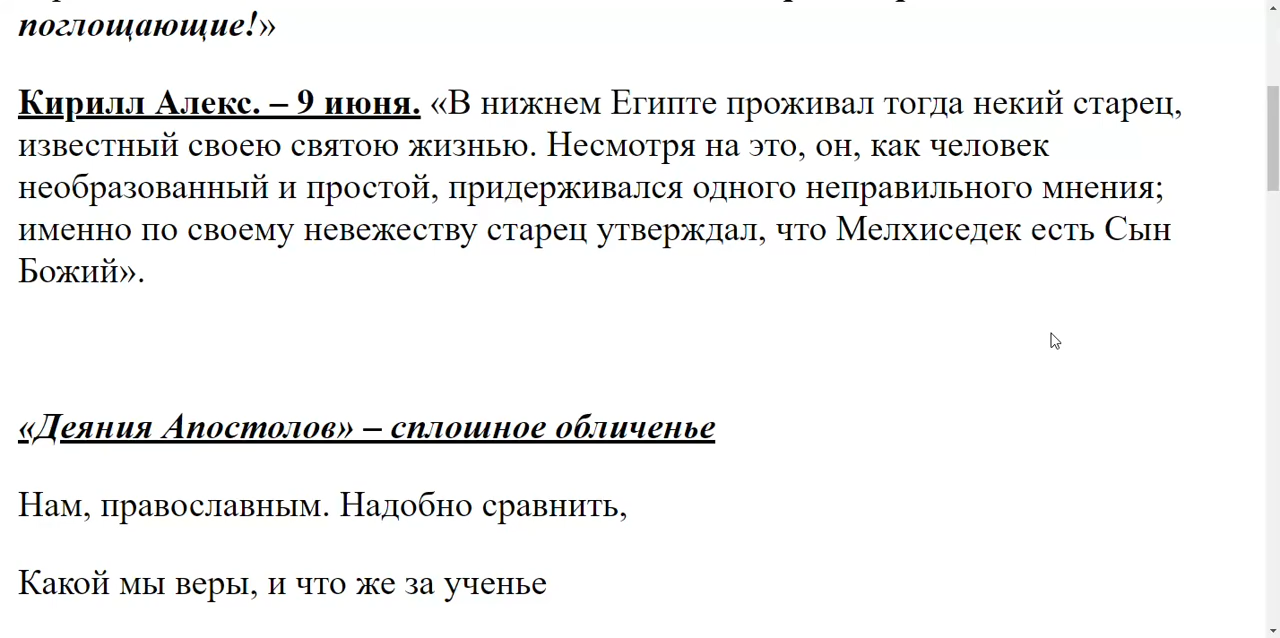 поглощающие!»
Кирилл Алекс. – 9 июня. «В нижнем Египте проживал тогда некий старец,
известный своею святою жизнью. Несмотря на это, он, как человек
необразованный и простой, придерживался одного неправильного мнения;
именно по своему невежеству старец утверждал, что Мелхиседек есть Сын
Божий».
«Деяния Апостолов» – сплошное обличенье
Нам, православным. Надобно сравнить,
Какой мы веры, и что же за ученье